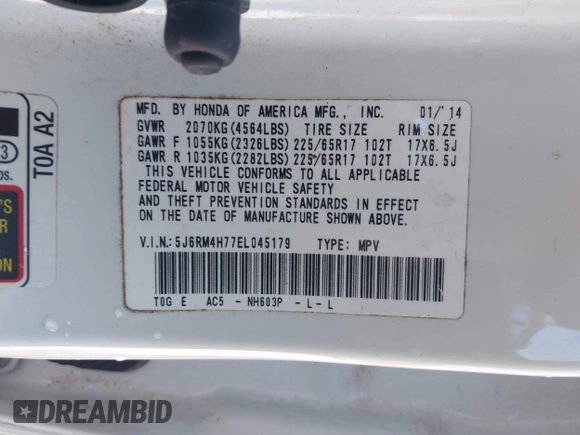 MFD. BY HONDA OF AMERICA MFG., INC. 01/'14
GVWR 2070KG(4564LBS) TIRE SIZE RIM SIZE
GAWR F 1055KG(2326LBS) 225/65R17 102T 17X6.5J
GAWR R 1035KG(2282LBS) 225/65R17 102T 17X6.5J
THIS VEHICLE CONFORMS TO ALL APPLICABLE
FEDERAL MOTOR VEHICLE SAFETY
AND THEFT PREVENTION STANDARDS IN EFFECT
ON THE DATE OF MANUFACTURE SHOWN ABOVE.
V.I.N.:5J6RM4H77EL045179 TYPE: MPV
T0G E AC5 - NH603P - L - L
T0A A2
3
DREAMBID